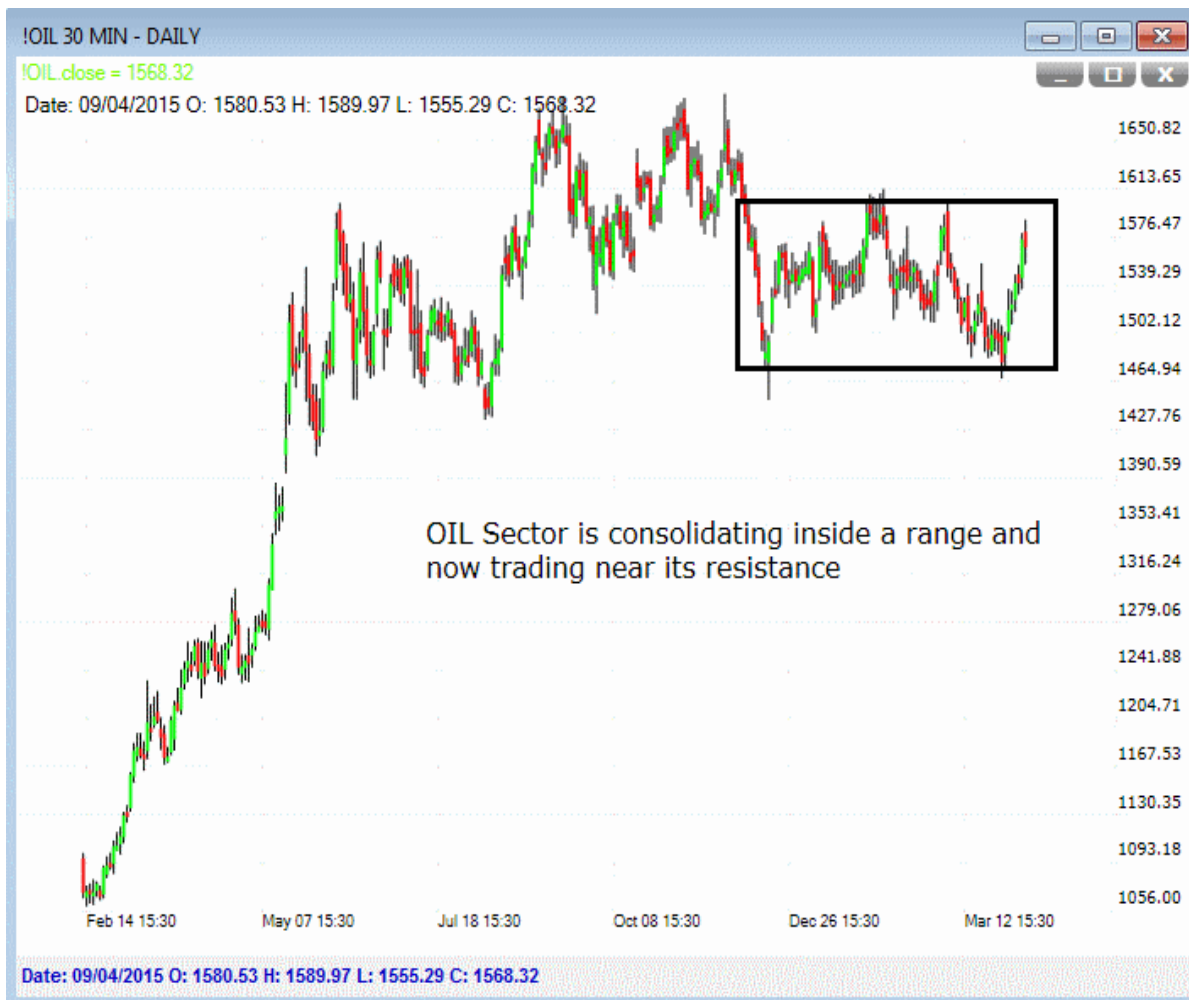 !OIL 30 MIN - DAILY
!OIL.close = 1568.32
Date: 09/04/2015 O: 1580.53 H: 1589.97 L: 1555.29 C: 1568.32
1650.82
1613.65
1576.47
1539.29
1502.12
1464.94
1427.76
1390.59
1353.41
1316.24
1279.06
1241.88
1204.71
1167.53
1130.35
1093.18
1056.00
OIL Sector is consolidating inside a range and
now trading near its resistance
Feb 14 15:30 May 07 15:30 Jul 18 15:30 Oct 08 15:30 Dec 26 15:30 Mar 12 15:30
Date: 09/04/2015 O: 1580.53 H: 1589.97 L: 1555.29 C: 1568.32